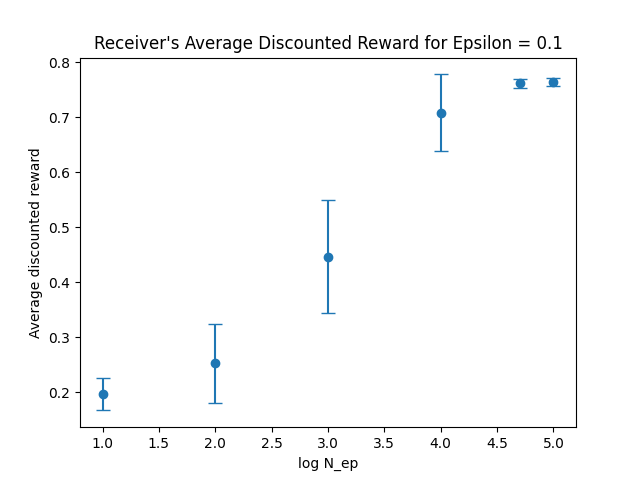 Receiver's Average Discounted Reward for Epsilon = 0.1
Average discounted reward
0.8
0.7
0.6
0.5
0.4
0.3
0.2
1.0 1.5 2.0 2.5 3.0 3.5 4.0 4.5 5.0
log N_ep